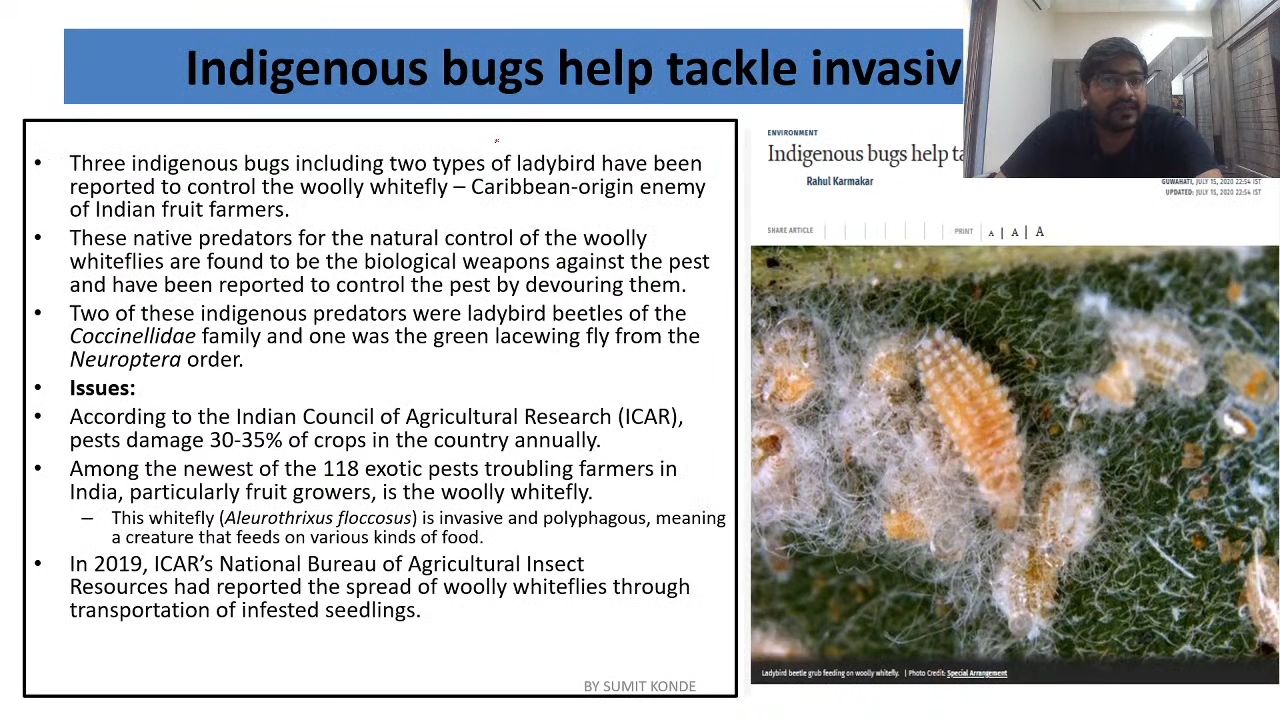 Indigenous bugs help tackle invasiv
• Three indigenous bugs including two types of ladybird have been
reported to control the woolly whitefly – Caribbean-origin enemy
of Indian fruit farmers.
• These native predators for the natural control of the woolly
whiteflies are found to be the biological weapons against the pest
and have been reported to control the pest by devouring them.
• Two of these indigenous predators were ladybird beetles of the
Coccinellidae family and one was the green lacewing fly from the
Neuroptera order.
• Issues:
• According to the Indian Council of Agricultural Research (ICAR),
pests damage 30-35% of crops in the country annually.
• Among the newest of the 118 exotic pests troubling farmers in
India, particularly fruit growers, is the woolly whitefly.
– This whitefly (Aleurothrixus floccosus) is invasive and polyphagous, meaning
a creature that feeds on various kinds of food.
• In 2019, ICAR’s National Bureau of Agricultural Insect
Resources had reported the spread of woolly whiteflies through
transportation of infested seedlings.
BY SUMIT KONDE
ENVIRONMENT
Indigenous bugs help ta
Rahul Karmakar
GUWAHATI, JULY 15, 2020 22:54 IST
UPDATED: JULY 15, 2020 22:54 IST
SHARE ARTICLE PRINT A | A | A
Ladybird beetle grub feeding on woolly whitefly. | Photo Credit: Special Arrangement